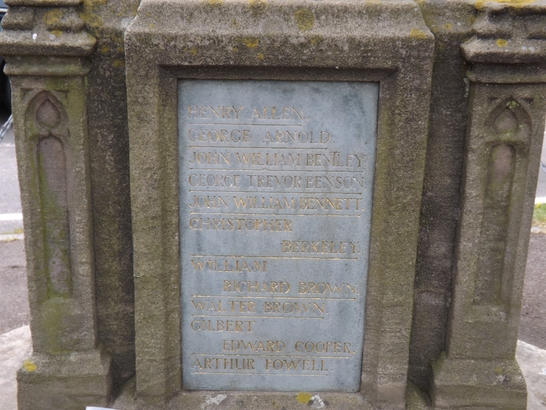 HENRY ALLEN.
GEORGE ARNOLD.
JOHN WILLIAM BENTLEY
GEORGE TREVOR BENSON
JOHN WILLIAM BENNETT
CHRISTOPHER
BERKELEY.
WILLIAM
RICHARD BROWN.
WALTER BROWN.
GILBERT
EDWARD COOPER.
ARTHUR FOWELL.